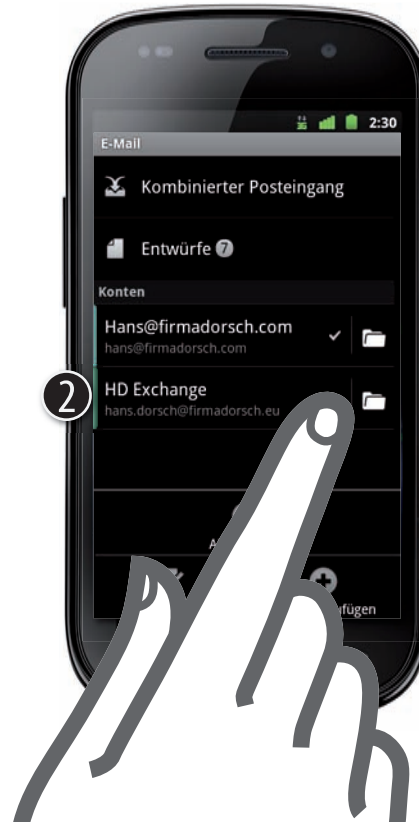 3G 2:30
E-Mail
Kombinierter Posteingang
Entwürfe 7
Konten
Hans@firmadorsch.com
hans@firmadorsch.com
2
HD Exchange
hans.dorsch@firmadorsch.eu